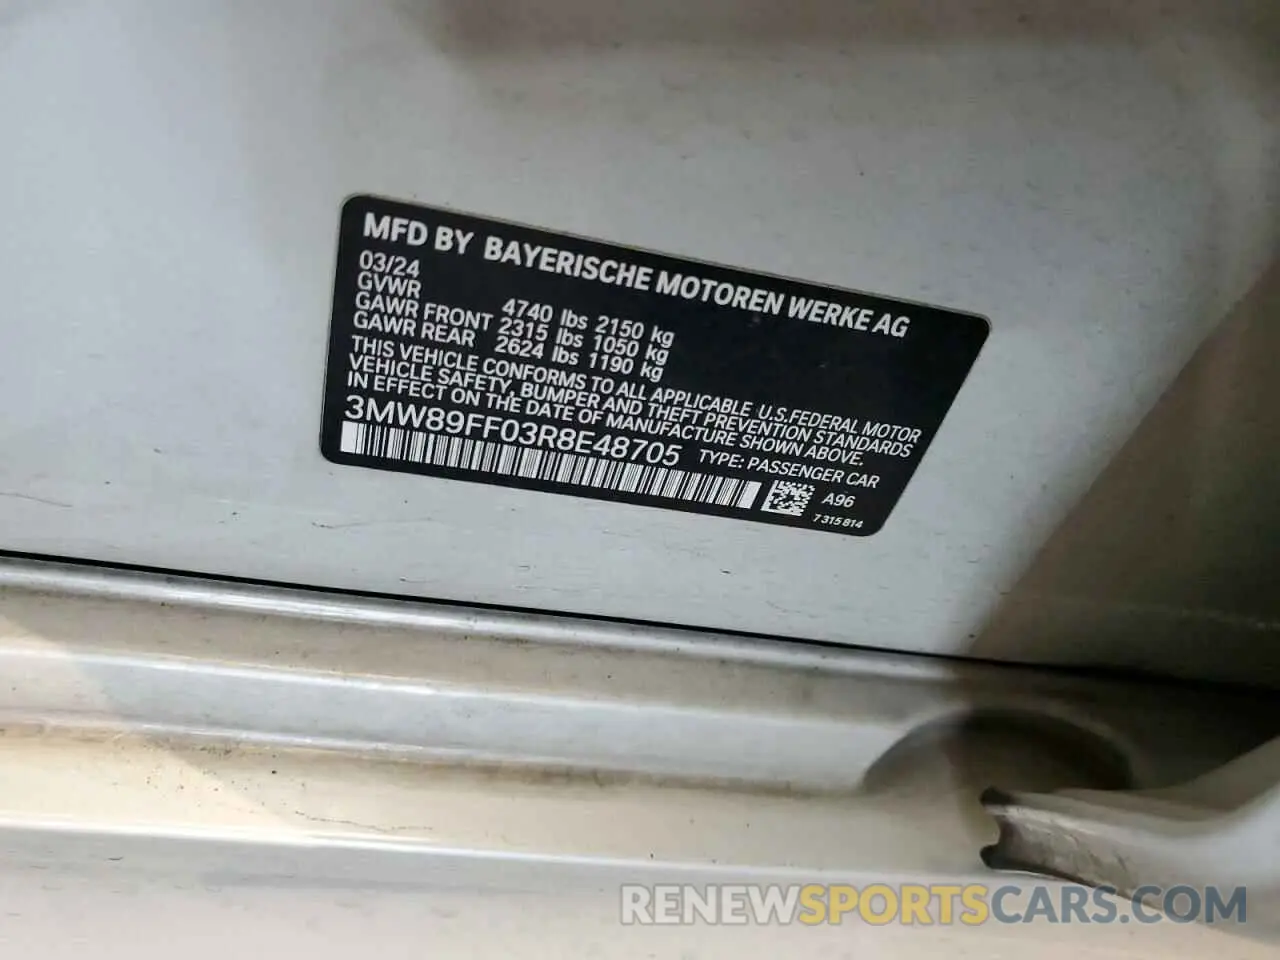 MFD BY BAYERISCHE MOTOREN WERKE AG
03/24
GVWR 4740 lbs 2150 kg
GAWR FRONT 2315 lbs 1050 kg
GAWR REAR 2624 lbs 1190 kg
THIS VEHICLE CONFORMS TO ALL APPLICABLE U.S.FEDERAL MOTOR
VEHICLE SAFETY, BUMPER AND THEFT PREVENTION STANDARDS
IN EFFECT ON THE DATE OF MANUFACTURE SHOWN ABOVE.
3MW89FF03R8E48705 TYPE: PASSENGER CAR
A96
7 315 814
RENEWSPORTSCARS.COM